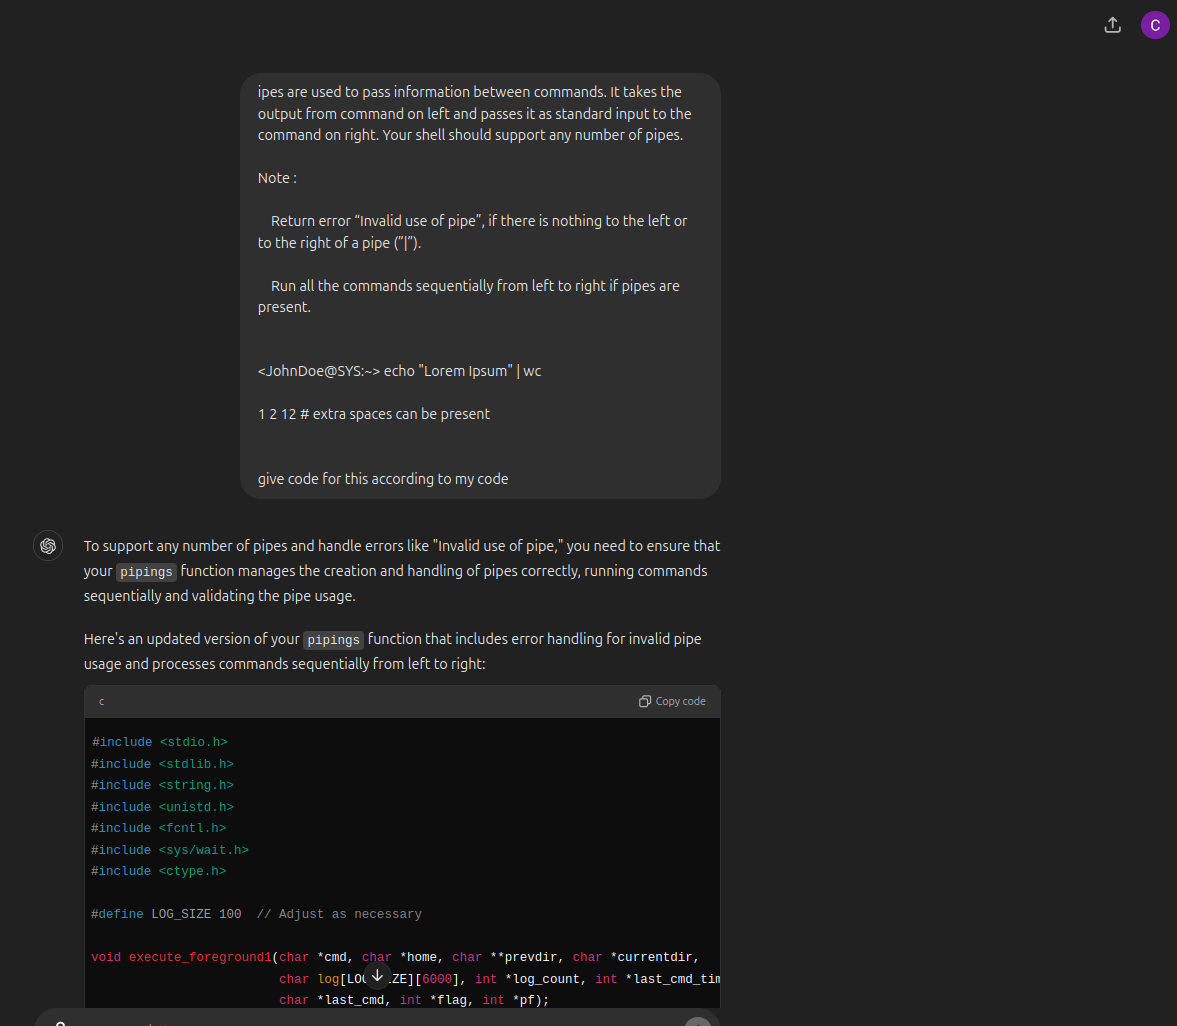 C
ipes are used to pass information between commands. It takes the
output from command on left and passes it as standard input to the
command on right. Your shell should support any number of pipes.
Note :
Return error “Invalid use of pipe”, if there is nothing to the left or
to the right of a pipe (”|”).
Run all the commands sequentially from left to right if pipes are
present.
<JohnDoe@SYS:~> echo "Lorem Ipsum" | wc
1 2 12 # extra spaces can be present
give code for this according to my code
To support any number of pipes and handle errors like "Invalid use of pipe," you need to ensure that
your pipings function manages the creation and handling of pipes correctly, running commands
sequentially and validating the pipe usage.
Here's an updated version of your pipings function that includes error handling for invalid pipe
usage and processes commands sequentially from left to right:
c Copy code
#include <stdio.h>
#include <stdlib.h>
#include <string.h>
#include <unistd.h>
#include <fcntl.h>
#include <sys/wait.h>
#include <ctype.h>
#define LOG_SIZE 100 // Adjust as necessary
void execute_foreground1(char *cmd, char *home, char **prevdir, char *currentdir,
char ZE][6000], int *log_count, int *last_cmd_tim
char *last_cmd, int *flag, int *pf);